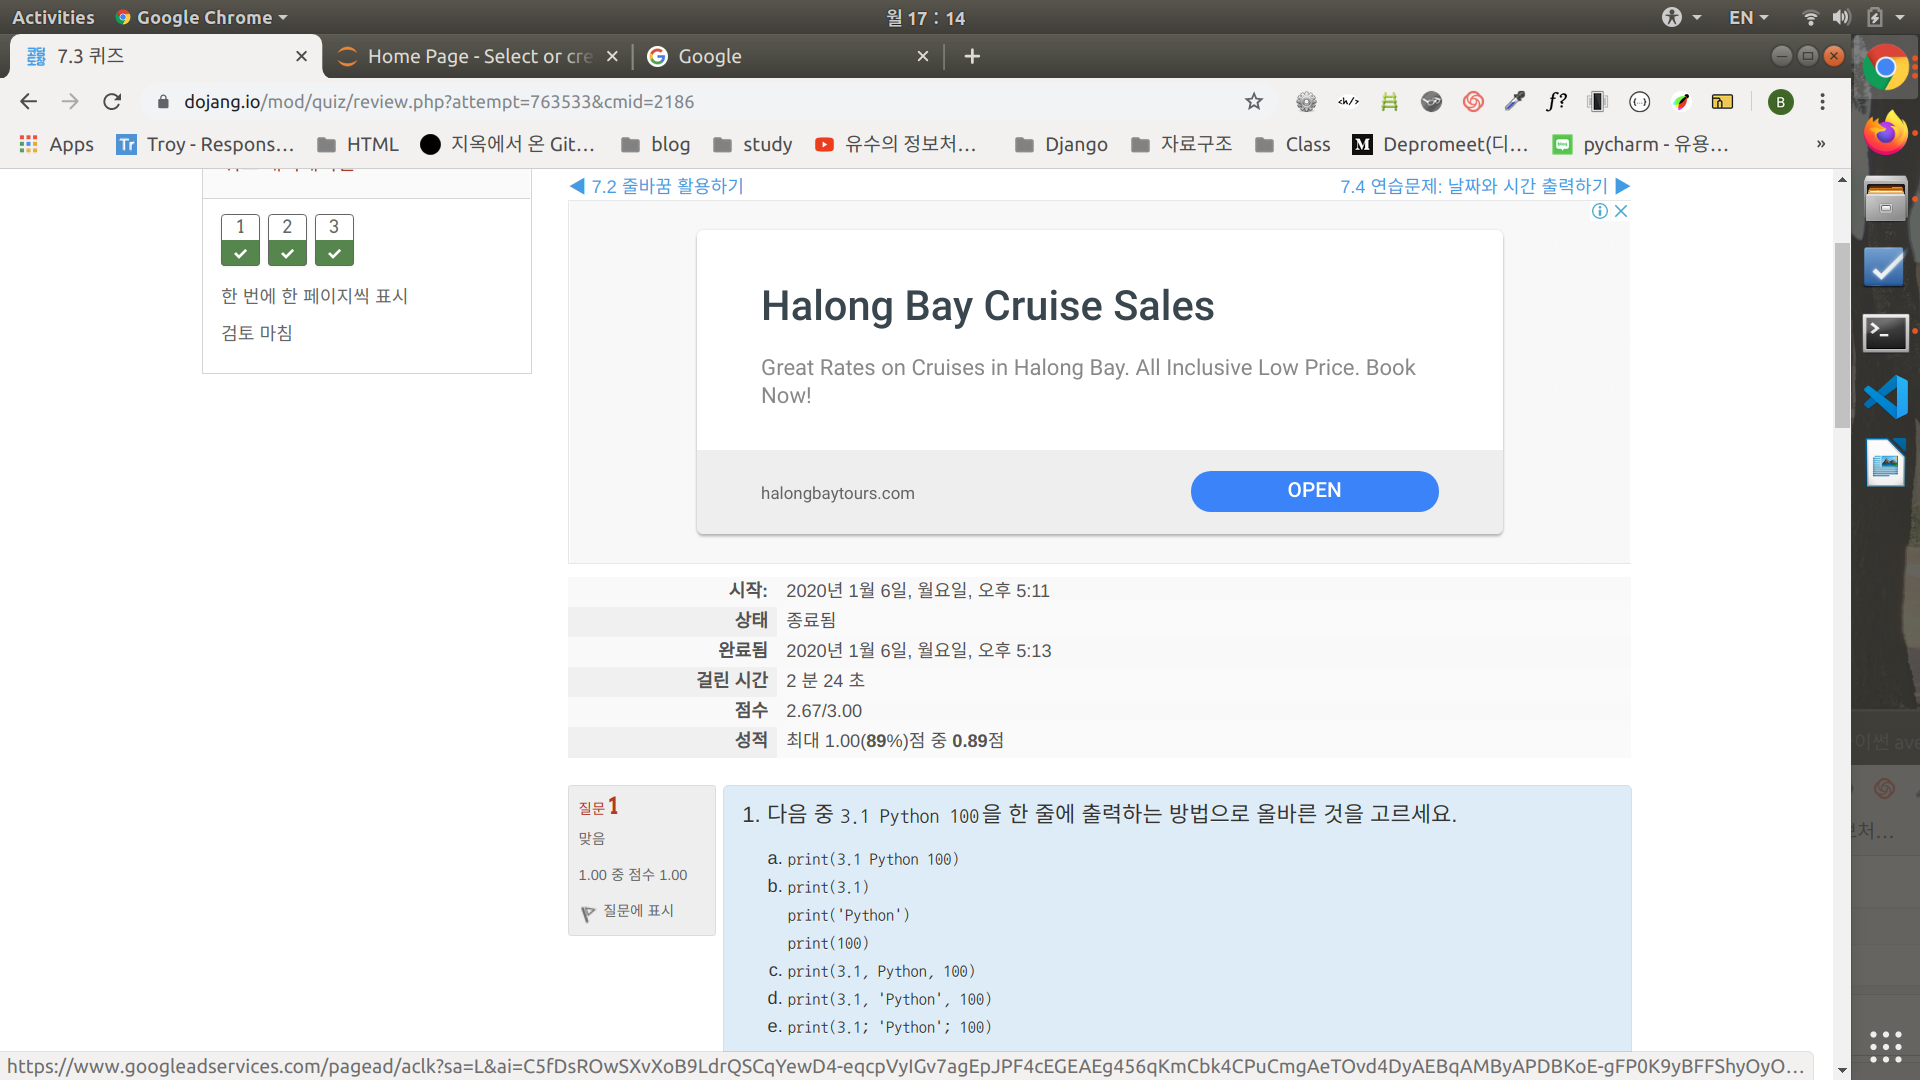 Activities Google Chrome 월 17 : 14 EN
7.3 퀴즈 Home Page - Select or cre Google
dojang.io/mod/quiz/review.php?attempt=763533&cmid=2186 B
Apps Troy - Respons... HTML 지옥에서 온 Git... blog study 유수의 정보처... Django 자료구조 Class Depromeet(디... pycharm - 유용... »
7.2 줄바꿈 활용하기 7.4 연습문제: 날짜와 시간 출력하기
1 2 3
한 번에 한 페이지씩 표시
검토 마침
Halong Bay Cruise Sales
Great Rates on Cruises in Halong Bay. All Inclusive Low Price. Book
Now!
halongbaytours.com OPEN
시작: 2020년 1월 6일, 월요일, 오후 5:11
상태 종료됨
완료됨 2020년 1월 6일, 월요일, 오후 5:13
걸린 시간 2 분 24 초
점수 2.67/3.00
성적 최대 1.00(89%)점 중 0.89점
질문 1
맞음
1.00 중 점수 1.00
질문에 표시
1. 다음 중 3.1 Python 100을 한 줄에 출력하는 방법으로 올바른 것을 고르세요.
a. print(3.1 Python 100)
b. print(3.1)
print('Python')
print(100)
c. print(3.1, Python, 100)
d. print(3.1, 'Python', 100)
e. print(3.1; 'Python'; 100)
https://www.googleadservices.com/pagead/aclk?sa=L&ai=C5fDsROwSXvXoB9LdrQSCqYewD4-eqcpVyIGv7agEpJPF4cEGEAEg456qKmCbk4CPuCmgAeTOvd4DyAEBqAMByAPDBKoE-gFP0K9yBFFShyOyO...